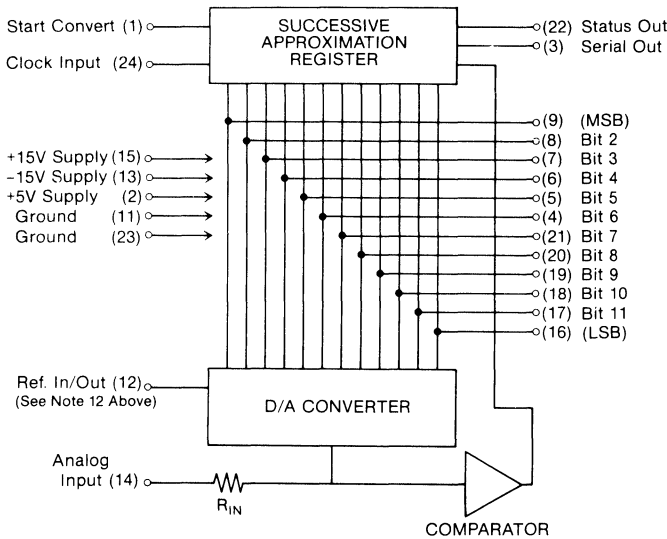 Start Convert (1)
Clock Input (24)
SUCCESSIVE
APPROXIMATION
REGISTER
(22) Status Out
(3) Serial Out
+15V Supply (15)
−15V Supply (13)
+5V Supply (2)
Ground (11)
Ground (23)
(9) (MSB)
(8) Bit 2
(7) Bit 3
(6) Bit 4
(5) Bit 5
(4) Bit 6
(21) Bit 7
(20) Bit 8
(19) Bit 9
(18) Bit 10
(17) Bit 11
(16) (LSB)
Ref. In/Out (12)
(See Note 12 Above)
D/A CONVERTER
Analog
Input (14)
RIN
COMPARATOR